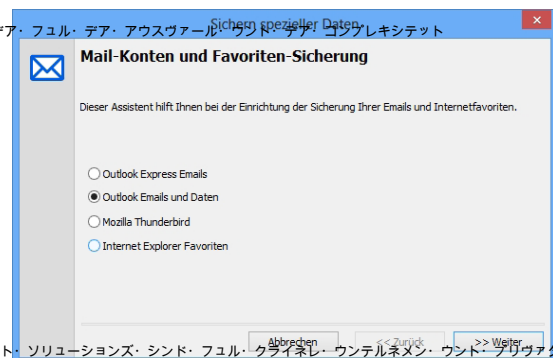 Sichern spezieller Daten
デア・ フュル・ デア・ アウスヴァール・ ウンド・ デア・ コンプレキシテット
Mail-Konten und Favoriten-Sicherung
Dieser Assistent hilft Ihnen bei der Einrichtung der Sicherung Ihrer Emails und Internetfavoriten.
Outlook Express Emails
Outlook Emails und Daten
Mozilla Thunderbird
Internet Explorer Favoriten
Abbrechen << Zurück >> Weiter
ト・ ソリューションズ・ シンド・ フュル・ クライネレ・ ウンテルネメン・ ウント・ プリヴァ